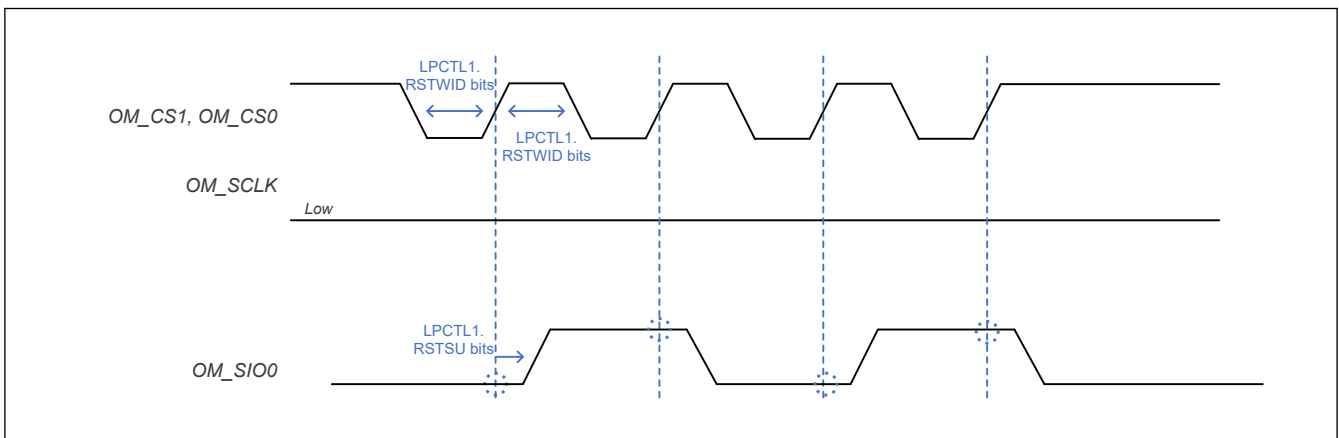 LPCTL1.
RSTWID bits
OM_CS1, OM_CS0
LPCTL1.
RSTWID bits
OM_SCLK
Low
LPCTL1.
RSTSU bits
OM_SIO0